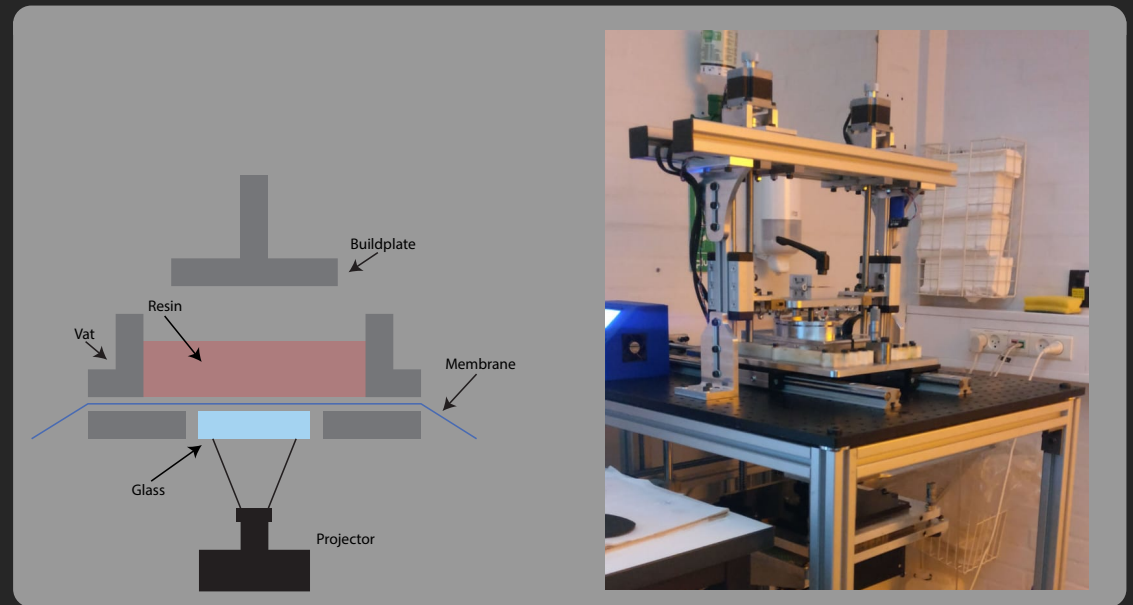 Buildplate
Resin
Vat
Membrane
Glass
Projector